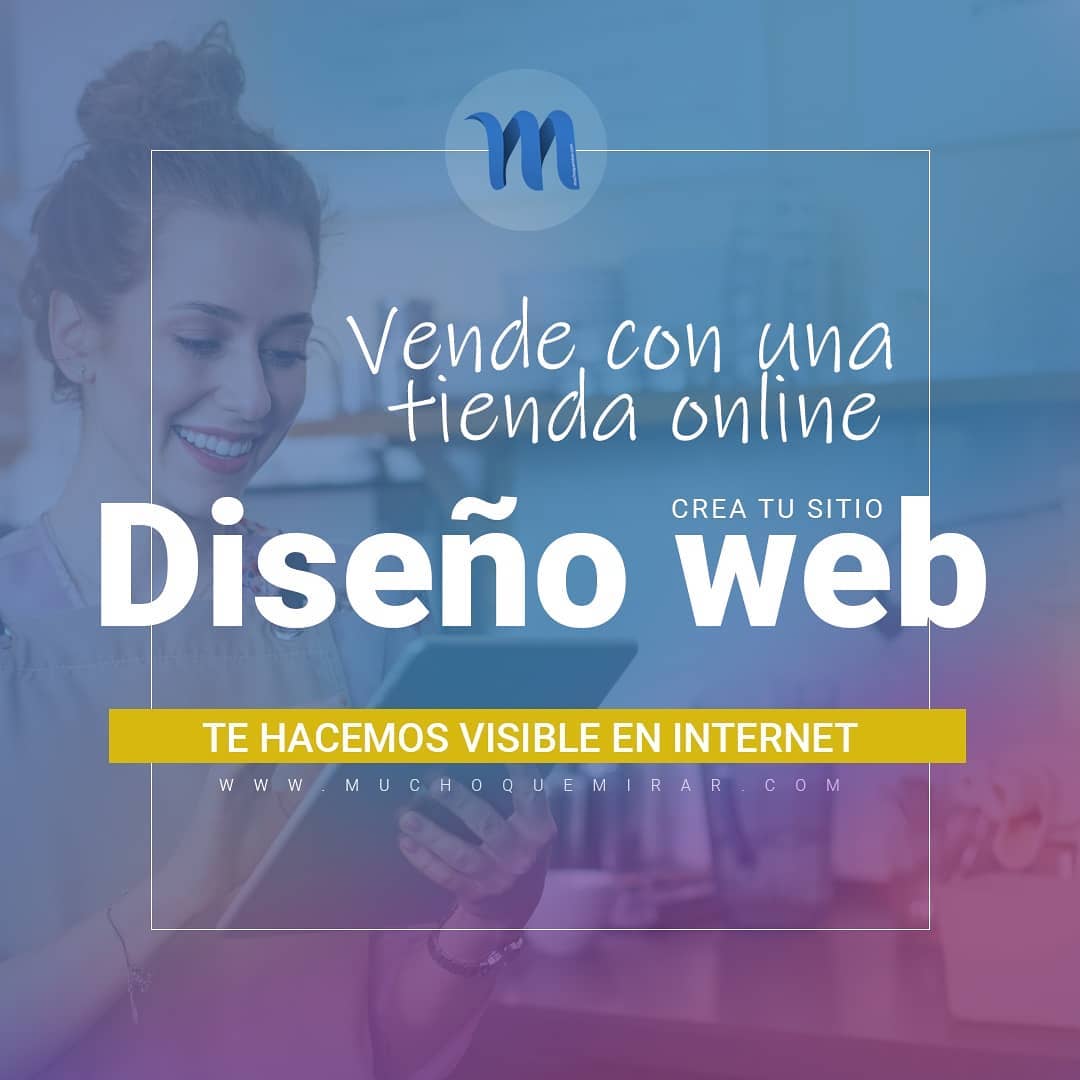 Vende con una
tienda online
CREA TU SITIO
Diseño web
TE HACEMOS VISIBLE EN INTERNET
WWW.MUCHOQUEMIRAR.COM